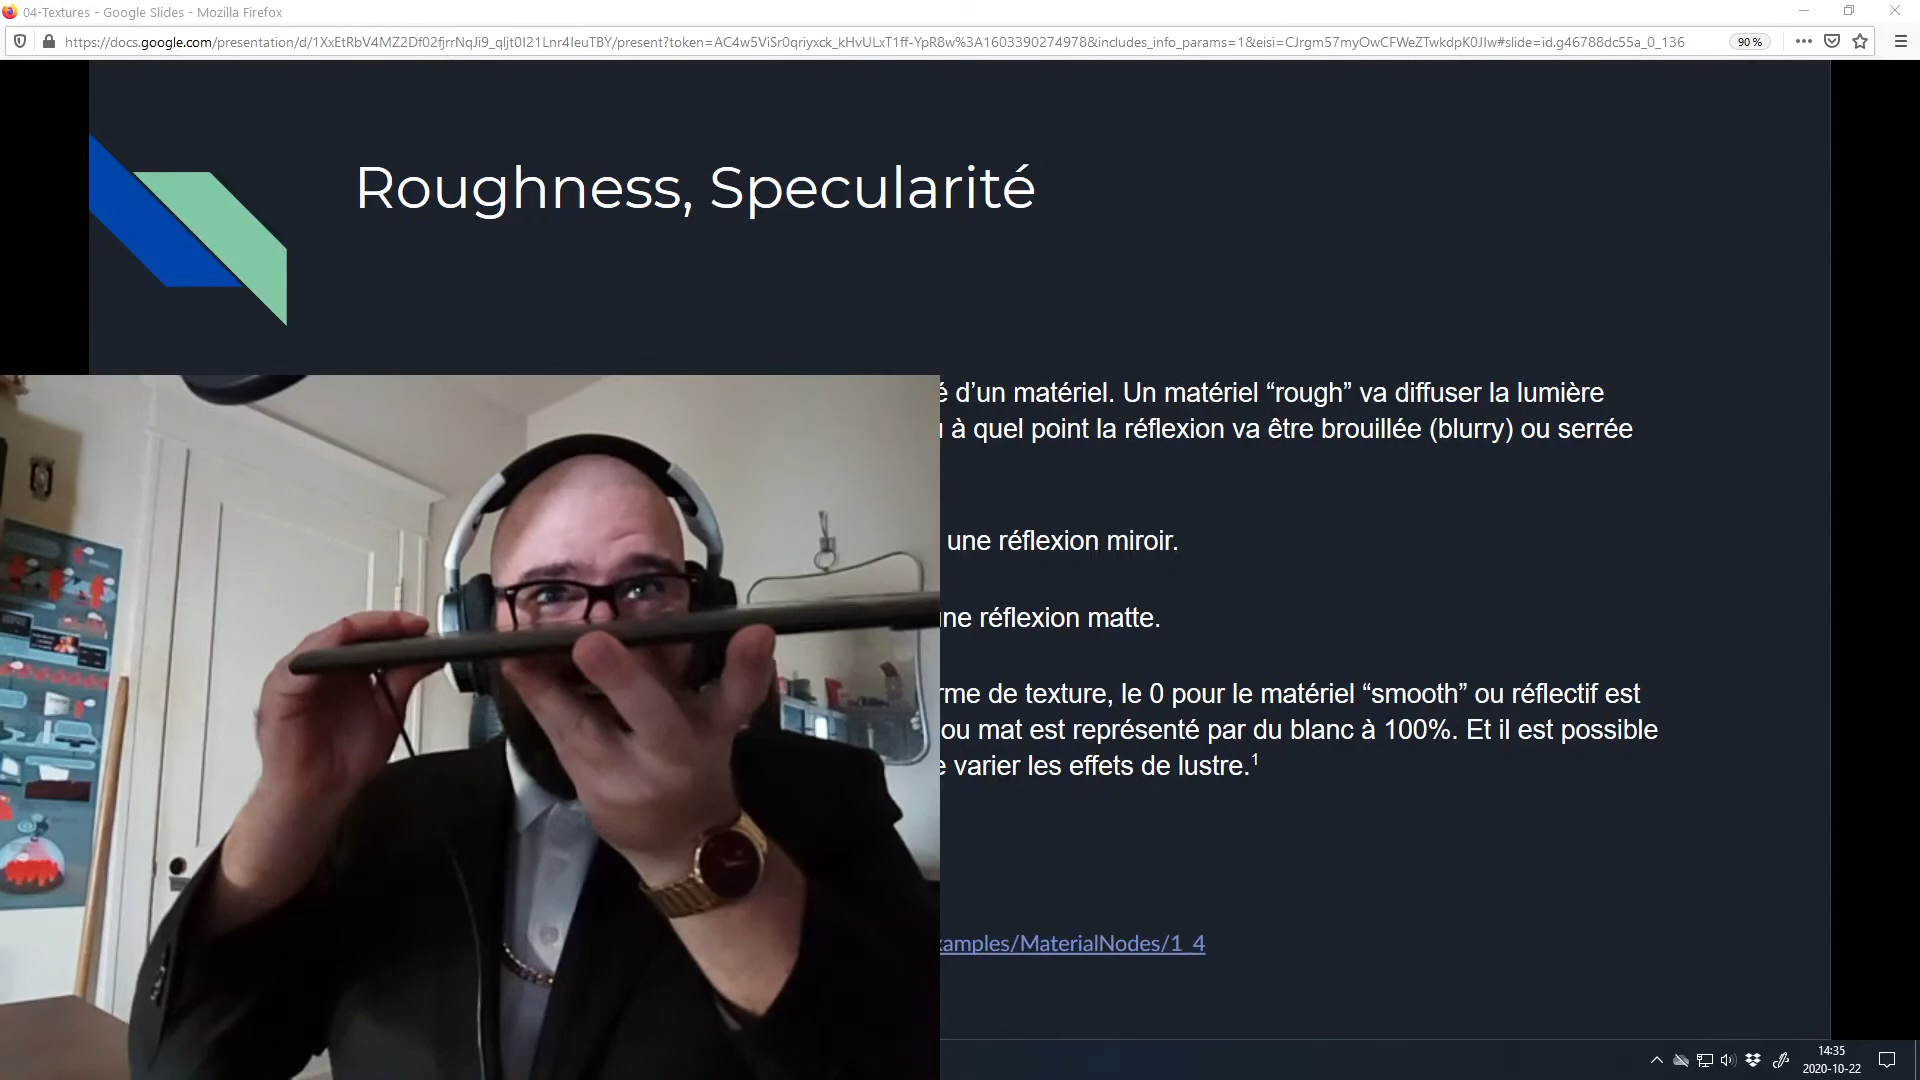 04-Textures - Google Slides - Mozilla Firefox
https://docs.google.com/presentation/d/1XxEtRbV4MZ2Df02fjrrNqJi9_qljt0I21Lnr4IeuTBY/present?token=AC4w5ViSr0qriyxck_kHvULxT1ff-YpR8w%3A1603390274978&includes_info_params=1&eisi=CJrgm57myOwCFWeZTwkdpK0JIw#slide=id.g46788dc55a_0_136
90%
Roughness, Specularité
d’un matériel. Un matériel “rough” va diffuser la lumière
à quel point la réflexion va être brouillée (blurry) ou serrée
une réflexion miroir.
réflexion matte.
de texture, le 0 pour le matériel “smooth” ou réflectif est
ou mat est représenté par du blanc à 100%. Et il est possible
varier les effets de lustre.1
amples/MaterialNodes/1_4
14:35
2020-10-22